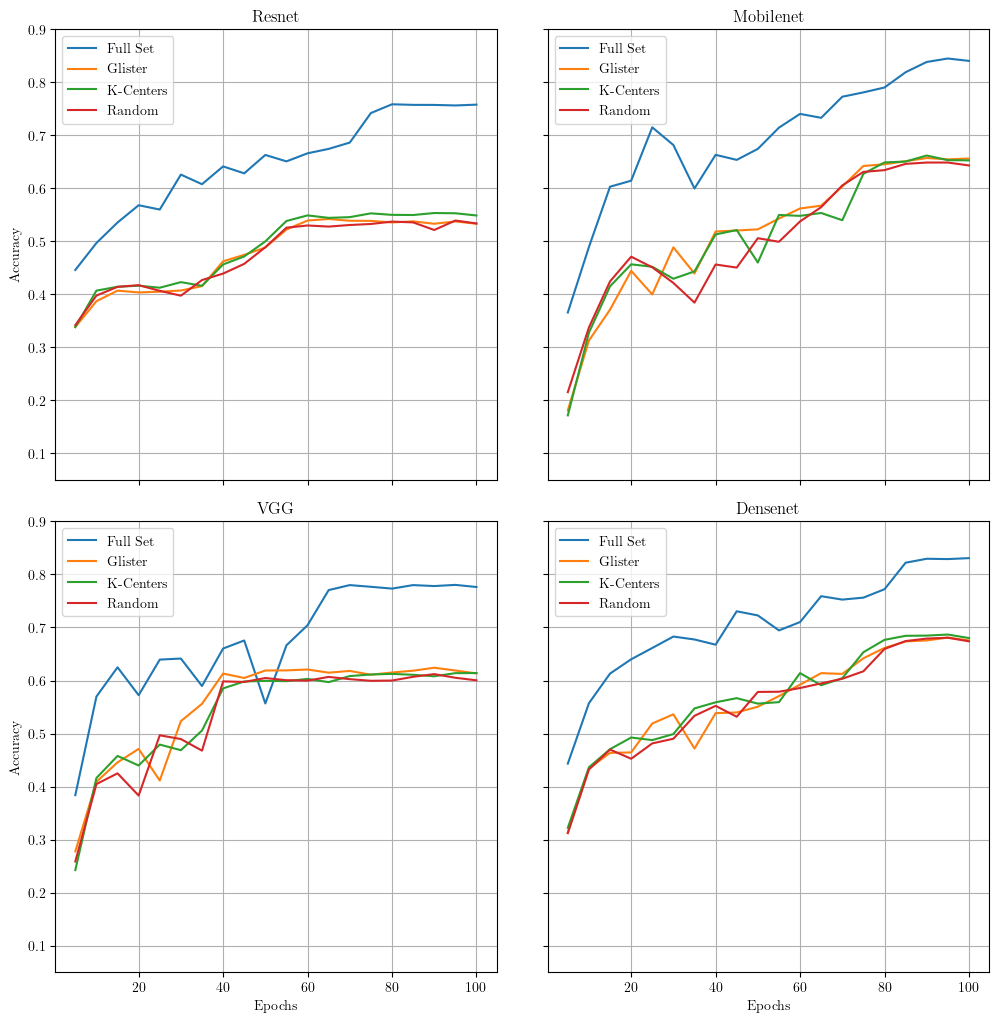 Resnet
Full Set
Glister
K-Centers
Random
0.9
0.8
0.7
0.6
0.5
0.4
0.3
0.2
0.1
Accuracy
Mobilenet
Full Set
Glister
K-Centers
Random
VGG
Full Set
Glister
K-Centers
Random
0.9
0.8
0.7
0.6
0.5
0.4
0.3
0.2
0.1
Accuracy
20 40 60 80 100
Epochs
Densenet
Full Set
Glister
K-Centers
Random
20 40 60 80 100
Epochs